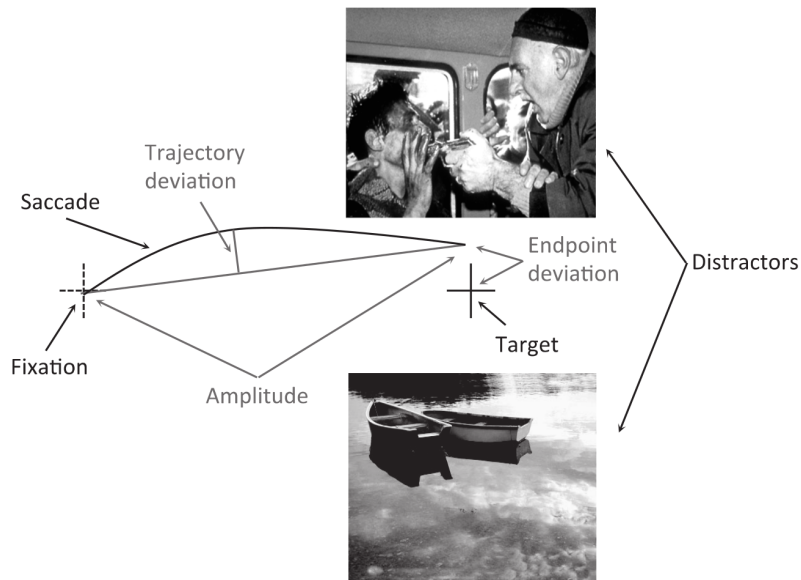 Trajectory
deviation
Saccade
Endpoint
deviation
Distractors
Target
Fixation
Amplitude